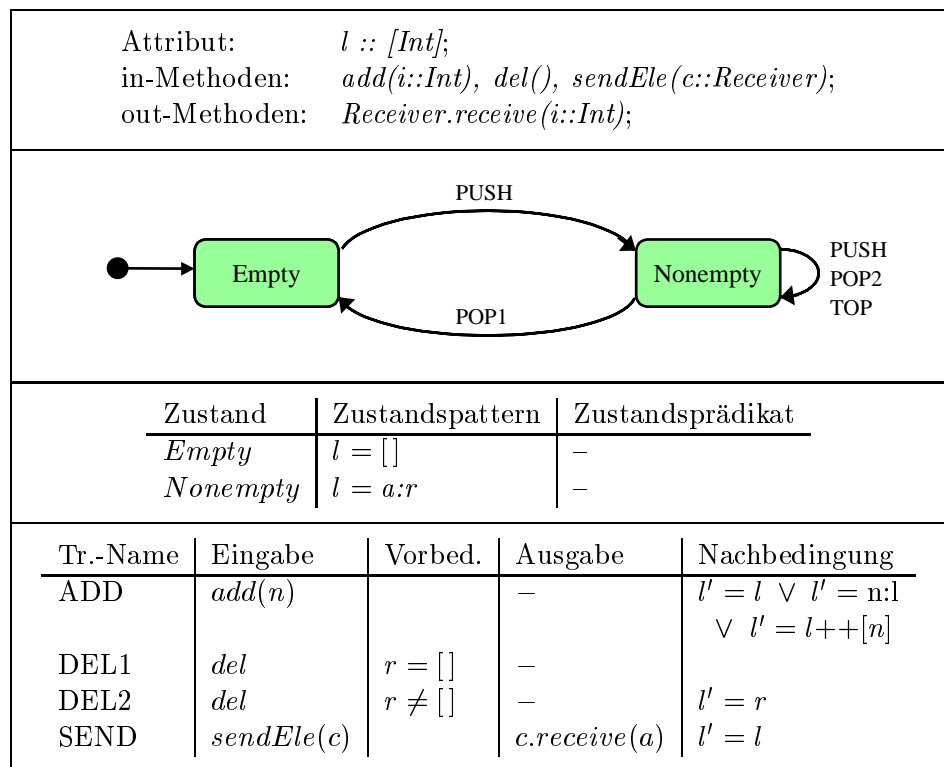 Attribut: l :: [Int];
in-Methoden: add(i::Int), del(), sendEle(c::Receiver);
out-Methoden: Receiver.receive(i::Int);
PUSH
Empty
Nonempty
PUSH
POP2
TOP
POP1
Zustand Zustandspattern Zustandsprädikat
Empty l = [] –
Nonempty l = a:r –
Tr.-Name Eingabe Vorbed. Ausgabe Nachbedingung
ADD add(n) – l' = l ∨ l' = n:l
∨ l' = l++[n]
DEL1 del r = [] –
DEL2 del r ≠ [] – l' = r
SEND sendEle(c) c.receive(a) l' = l